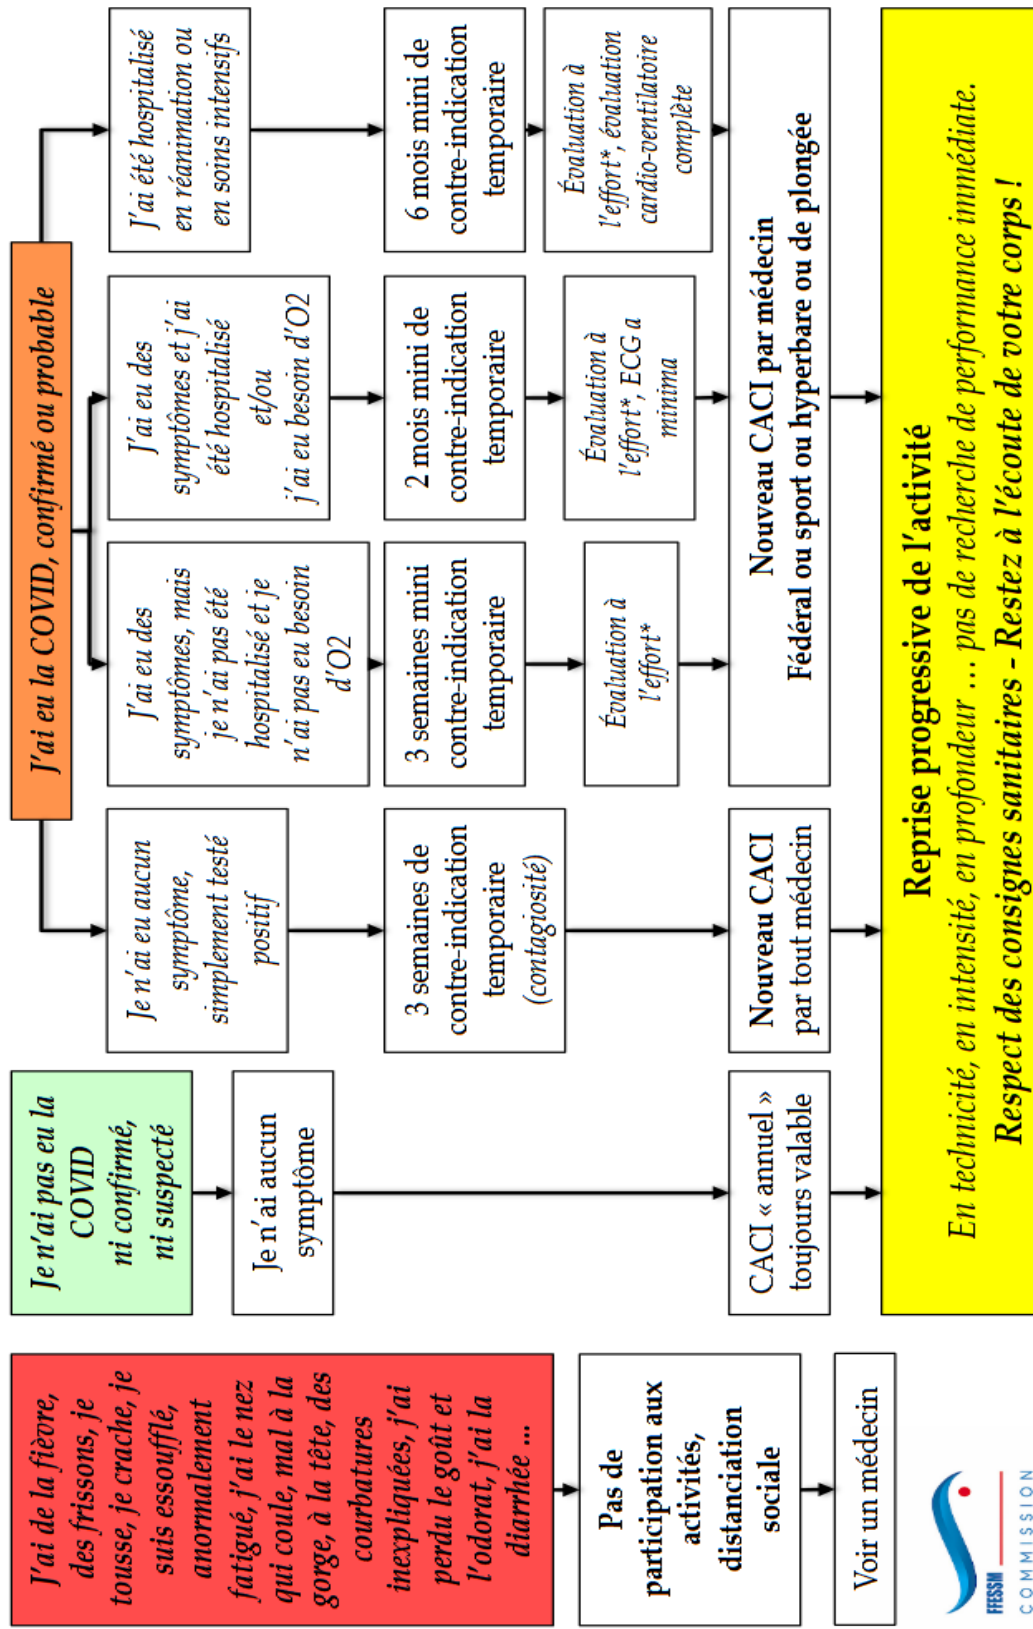 J'ai de la fièvre,
des frissons, je
tousse, je crache, je
suis essoufflé,
anormalement
fatigué, j'ai le nez
qui coule, mal à la
gorge, à la tête, des
courbatures
inexpliquées, j'ai
perdu le goût et
l'odorat, j'ai la
diarrhée ...
Pas de
participation aux
activités,
distanciation
sociale
Voir un médecin
Je n'ai pas eu la
COVID
ni confirmé,
ni suspecté
Je n'ai aucun
symptôme
CACI « annuel »
toujours valable
J'ai eu la COVID, confirmé ou probable
Je n'ai eu aucun
symptôme,
simplement testé
positif
3 semaines de
contre-indication
temporaire
(contagiosité)
Nouveau CACI
par tout médecin
J'ai eu des
symptômes, mais
je n'ai pas été
hospitalisé et je
n'ai pas eu besoin
d'O2
3 semaines mini
contre-indication
temporaire
Évaluation à
l'effort*
J'ai eu des
symptômes et j'ai
été hospitalisé
et/ou
j'ai eu besoin d'O2
2 mois mini de
contre-indication
temporaire
Évaluation à
l'effort*, ECG a
minima
J'ai été hospitalisé
en réanimation ou
en soins intensifs
6 mois mini de
contre-indication
temporaire
Évaluation à
l'effort*, évaluation
cardio-ventilatoire
complète
Nouveau CACI par médecin
Fédéral ou sport ou hyperbare ou de plongée
Reprise progressive de l'activité
En technicité, en intensité, en profondeur ... pas de recherche de performance immédiate.
Respect des consignes sanitaires - Restez à l'écoute de votre corps !
FFESSM
COMMISSION